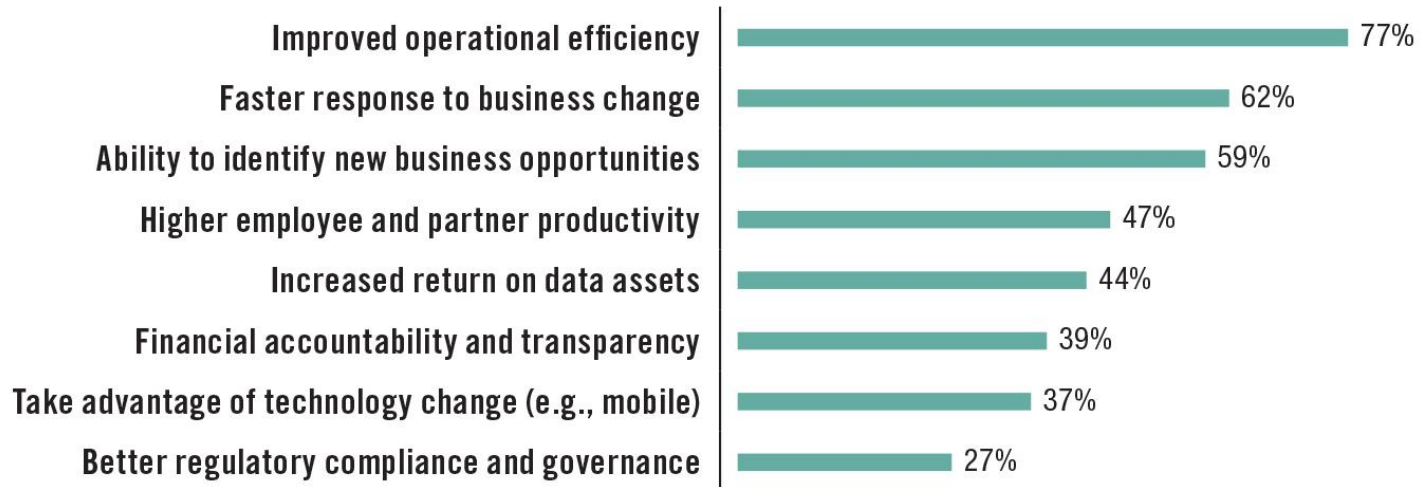 Improved operational efficiency 77%
Faster response to business change 62%
Ability to identify new business opportunities 59%
Higher employee and partner productivity 47%
Increased return on data assets 44%
Financial accountability and transparency 39%
Take advantage of technology change (e.g., mobile) 37%
Better regulatory compliance and governance 27%